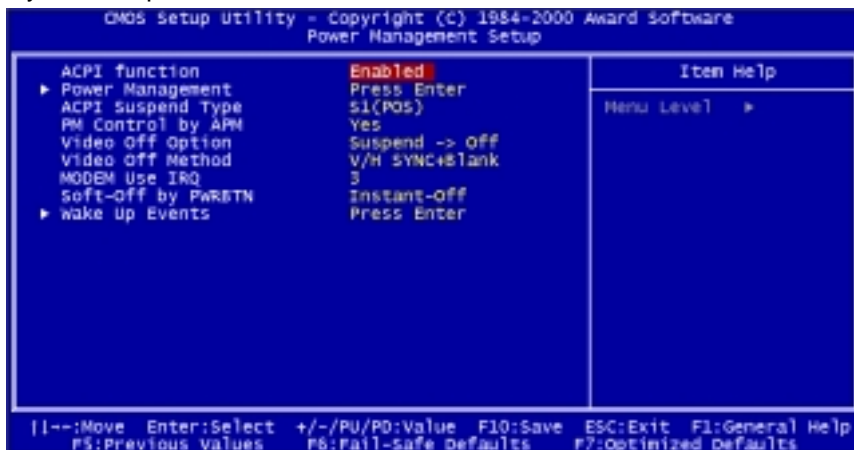 CMOS Setup Utility - Copyright (C) 1984-2000 Award Software
Power Management Setup
ACPI function Enabled
Item Help
▶ Power Management Press Enter
ACPI Suspend Type S1(POS)
Menu Level ▶
PM Control by APM Yes
Video Off Option Suspend -> Off
Video Off Method V/H SYNC+Blank
MODEM Use IRQ 3
Soft-Off by PWRBTN Instant-Off
▶ Wake Up Events Press Enter
||--:Move Enter:Select +/-/PU/PD:Value F10:Save ESC:Exit F1:General Help
F5:Previous Values F6:Fail-Safe Defaults F7:Optimized Defaults